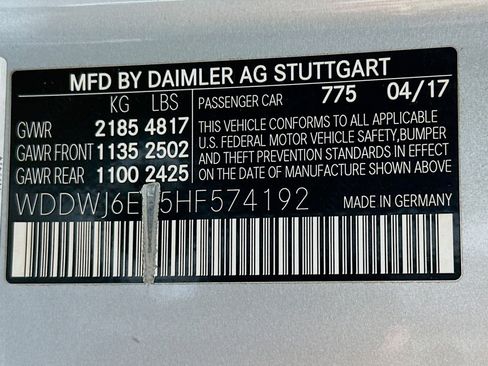 MFD BY DAIMLER AG STUTTGART
KG LBS
GVWR 2185 4817
GAWR FRONT 1135 2502
GAWR REAR 1100 2425
PASSENGER CAR 775 04/17
THIS VEHICLE CONFORMS TO ALL APPLICABLE
U.S. FEDERAL MOTOR VEHICLE SAFETY, BUMPER
AND THEFT PREVENTION STANDARDS IN EFFECT
ON THE DATE OF MANUFACTURE SHOWN ABOVE
MADE IN GERMANY